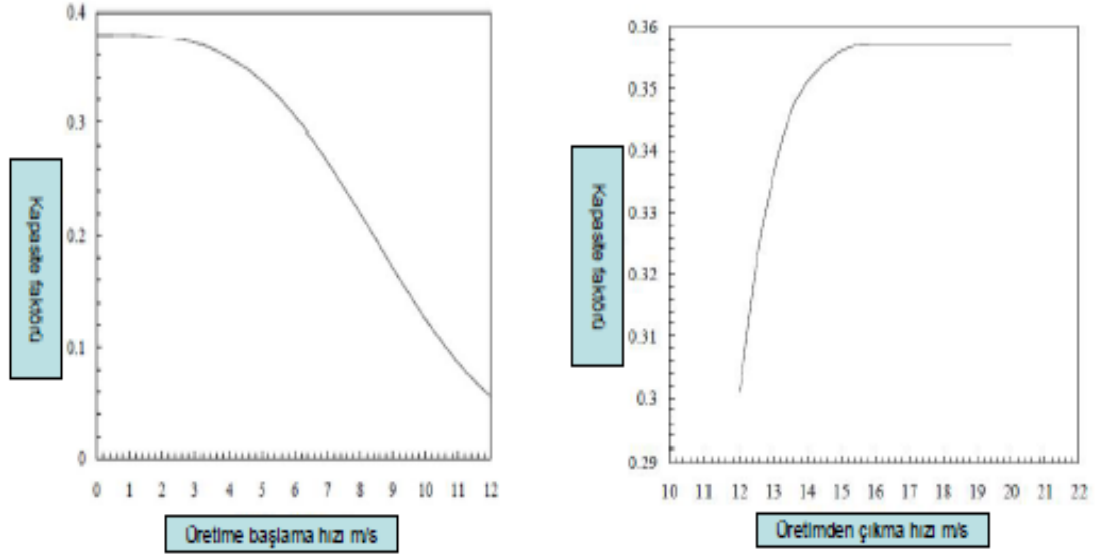 0.4
0.3
0.2
0.1
0
Kapasite faktörü
0 1 2 3 4 5 6 7 8 9 10 11 12
Üretime başlama hızı m/s
0.36
0.35
0.34
0.33
0.32
0.31
0.3
0.29
Kapasite faktörü
10 11 12 13 14 15 16 17 18 19 20 21 22
Üretimden çıkma hızı m/s